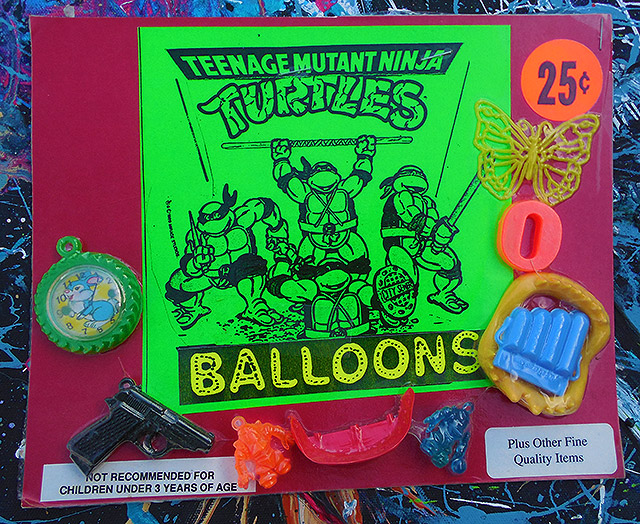 TEENAGE MUTANT NINJA
TURTLES
25¢
O
BALLOONS
NOT RECOMMENDED FOR
CHILDREN UNDER 3 YEARS OF AGE
Plus Other Fine
Quality Items